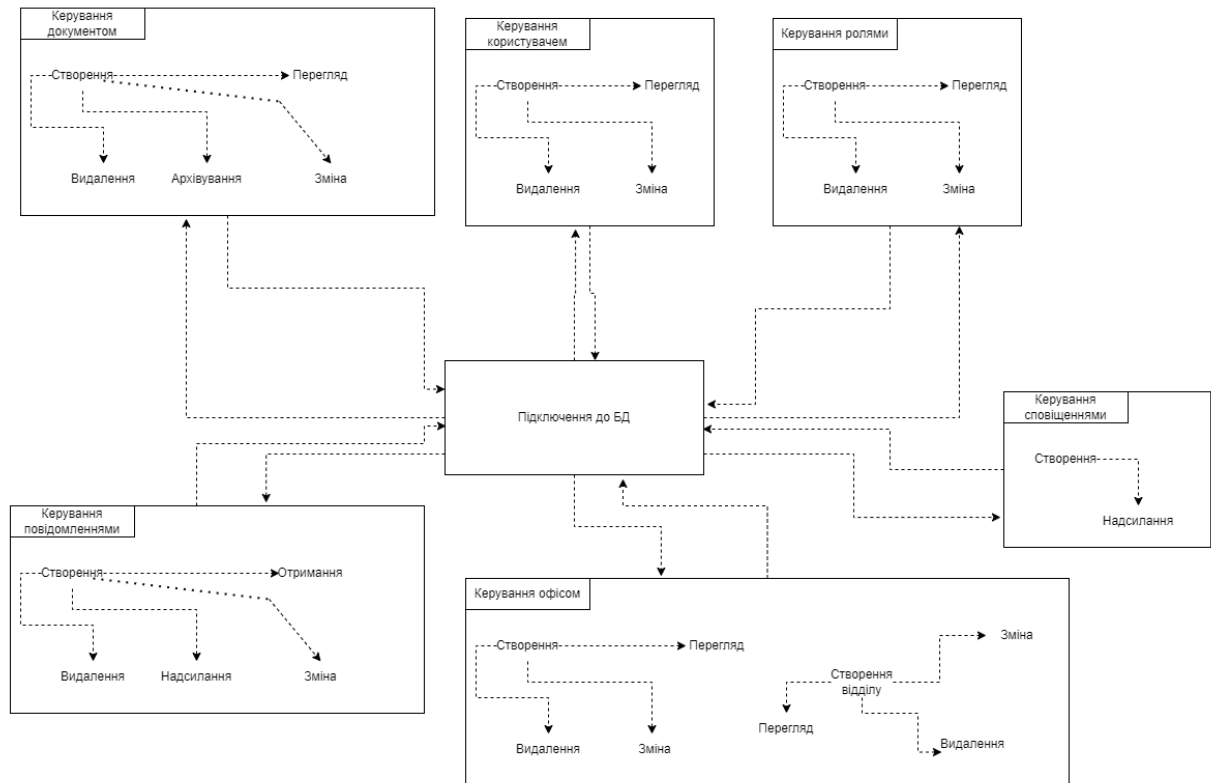 Керування
документом
Створення
Перегляд
Видалення
Архівування
Зміна
Керування
користувачем
Створення
Перегляд
Видалення
Зміна
Керування ролями
Створення
Перегляд
Видалення
Зміна
Підключення до БД
Керування
сповіщеннями
Створення
Надсилання
Керування
повідомленнями
Створення
Отримання
Видалення
Надсилання
Зміна
Керування офісом
Створення
Перегляд
Видалення
Зміна
Створення
відділу
Зміна
Перегляд
Видалення